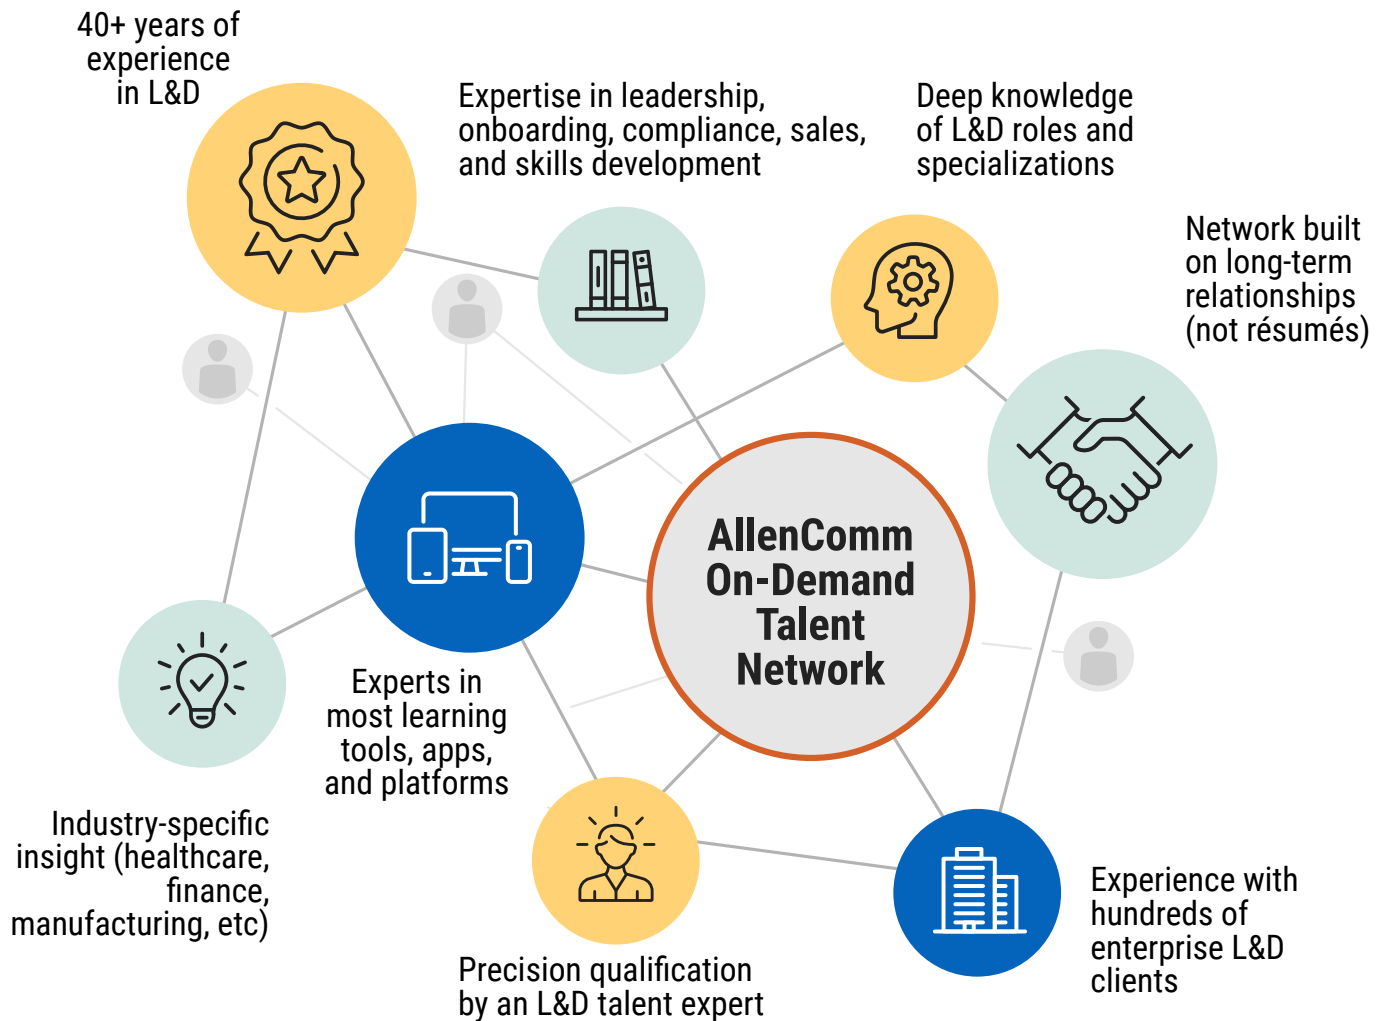 40+ years of
experience
in L&D
Expertise in leadership,
onboarding, compliance, sales,
and skills development
Deep knowledge
of L&D roles and
specializations
Network built
on long-term
relationships
(not résumés)
AllenComm
On-Demand
Talent
Network
Experts in
most learning
tools, apps,
and platforms
Industry-specific
insight (healthcare,
finance,
manufacturing, etc)
Precision qualification
by an L&D talent expert
Experience with
hundreds of
enterprise L&D
clients